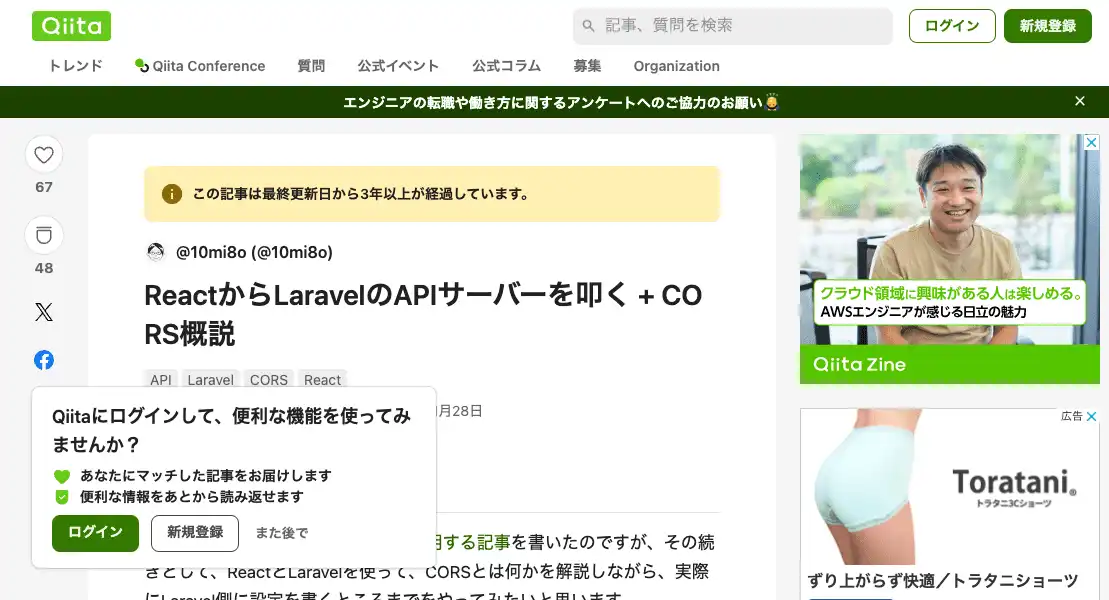 Qiita
記事、質問を検索
ログイン
新規登録
トレンド
Qiita Conference
質問
公式イベント
公式コラム
募集
Organization
エンジニアの転職や働き方に関するアンケートへのご協力のお願い
67
48
この記事は最終更新日から3年以上が経過しています。
@10mi8o (@10mi8o)
ReactからLaravelのAPIサーバーを叩く + CO
RS概説
API Laravel CORS React
月28日
Qiitaにログインして、便利な機能を使ってみ
ませんか？
あなたにマッチした記事をお届けします
便利な情報をあとから読み返せます
ログイン
新規登録
また後で
する記事を書いたのですが、その続
きとして、ReactとLaravelを使って、CORSとは何かを解説しながら、実際
にLaravel側に設定を書くところまでをやってみたいと思います。
クラウド領域に興味がある人は楽しめる。
AWSエンジニアが感じる日立の魅力
Qiita Zine
広告
Toratani®
トラタニ3Cショーツ
ずり上がらず快適／トラタニショーツ